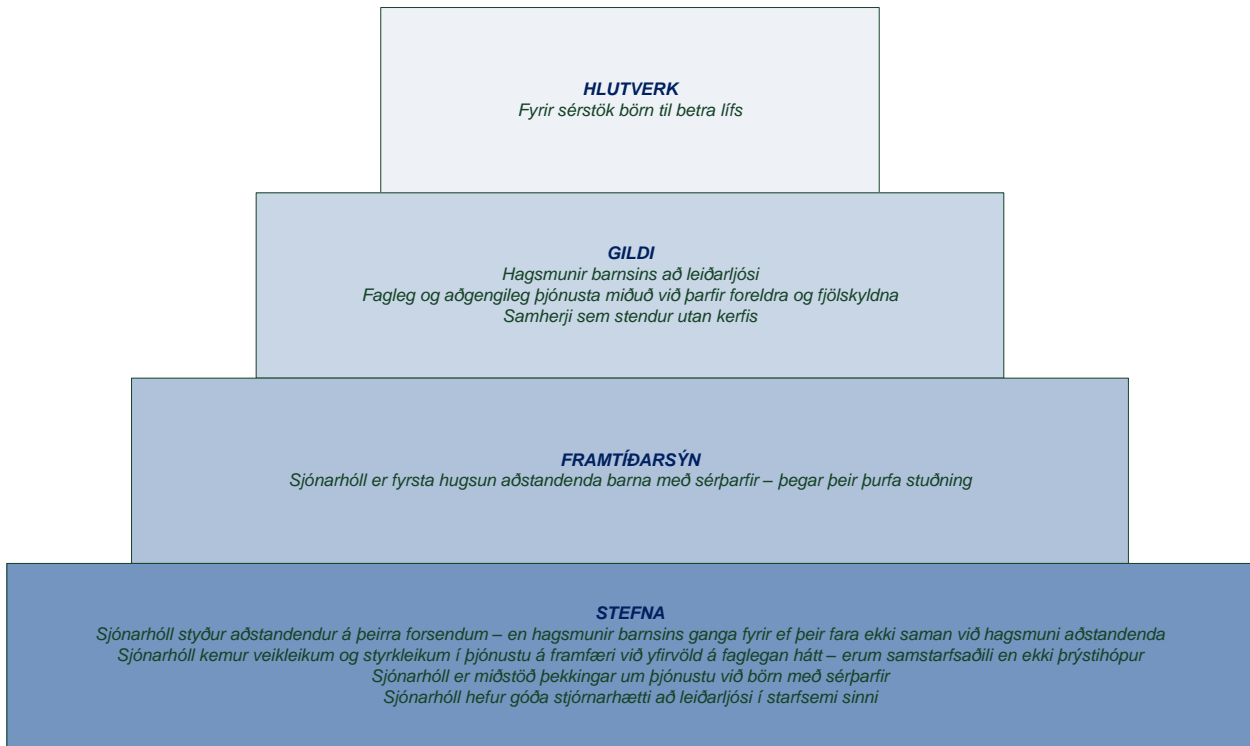 HLUTVERK
Fyrir sérstök börn til betra lífs
GILDI
Hagsmunir barnsins að leiðarljósi
Fagleg og aðgengileg þjónusta miðuð við þarfir foreldra og fjölskyldna
Samherji sem stendur utan kerfis
FRAMTÍÐARSÝN
Sjónarhóll er fyrsta hugsun aðstandenda barna með sérþarfir – þegar þeir þurfa stuðning
STEFNA
Sjónarhóll styður aðstandendur á þeirra forsendum – en hagsmunir barnsins ganga fyrir ef þeir fara ekki saman við hagsmuni aðstandenda
Sjónarhóll kemur veikleikum og styrkleikum í þjónustu á framfæri við yfirvöld á faglegan hátt – erum samstarfsaðili en ekki þrýstihópur
Sjónarhóll er miðstöð þekkingar um þjónustu við börn með sérþarfir
Sjónarhóll hefur góða stjórnarhætti að leiðarljósi í starfsemi sinni